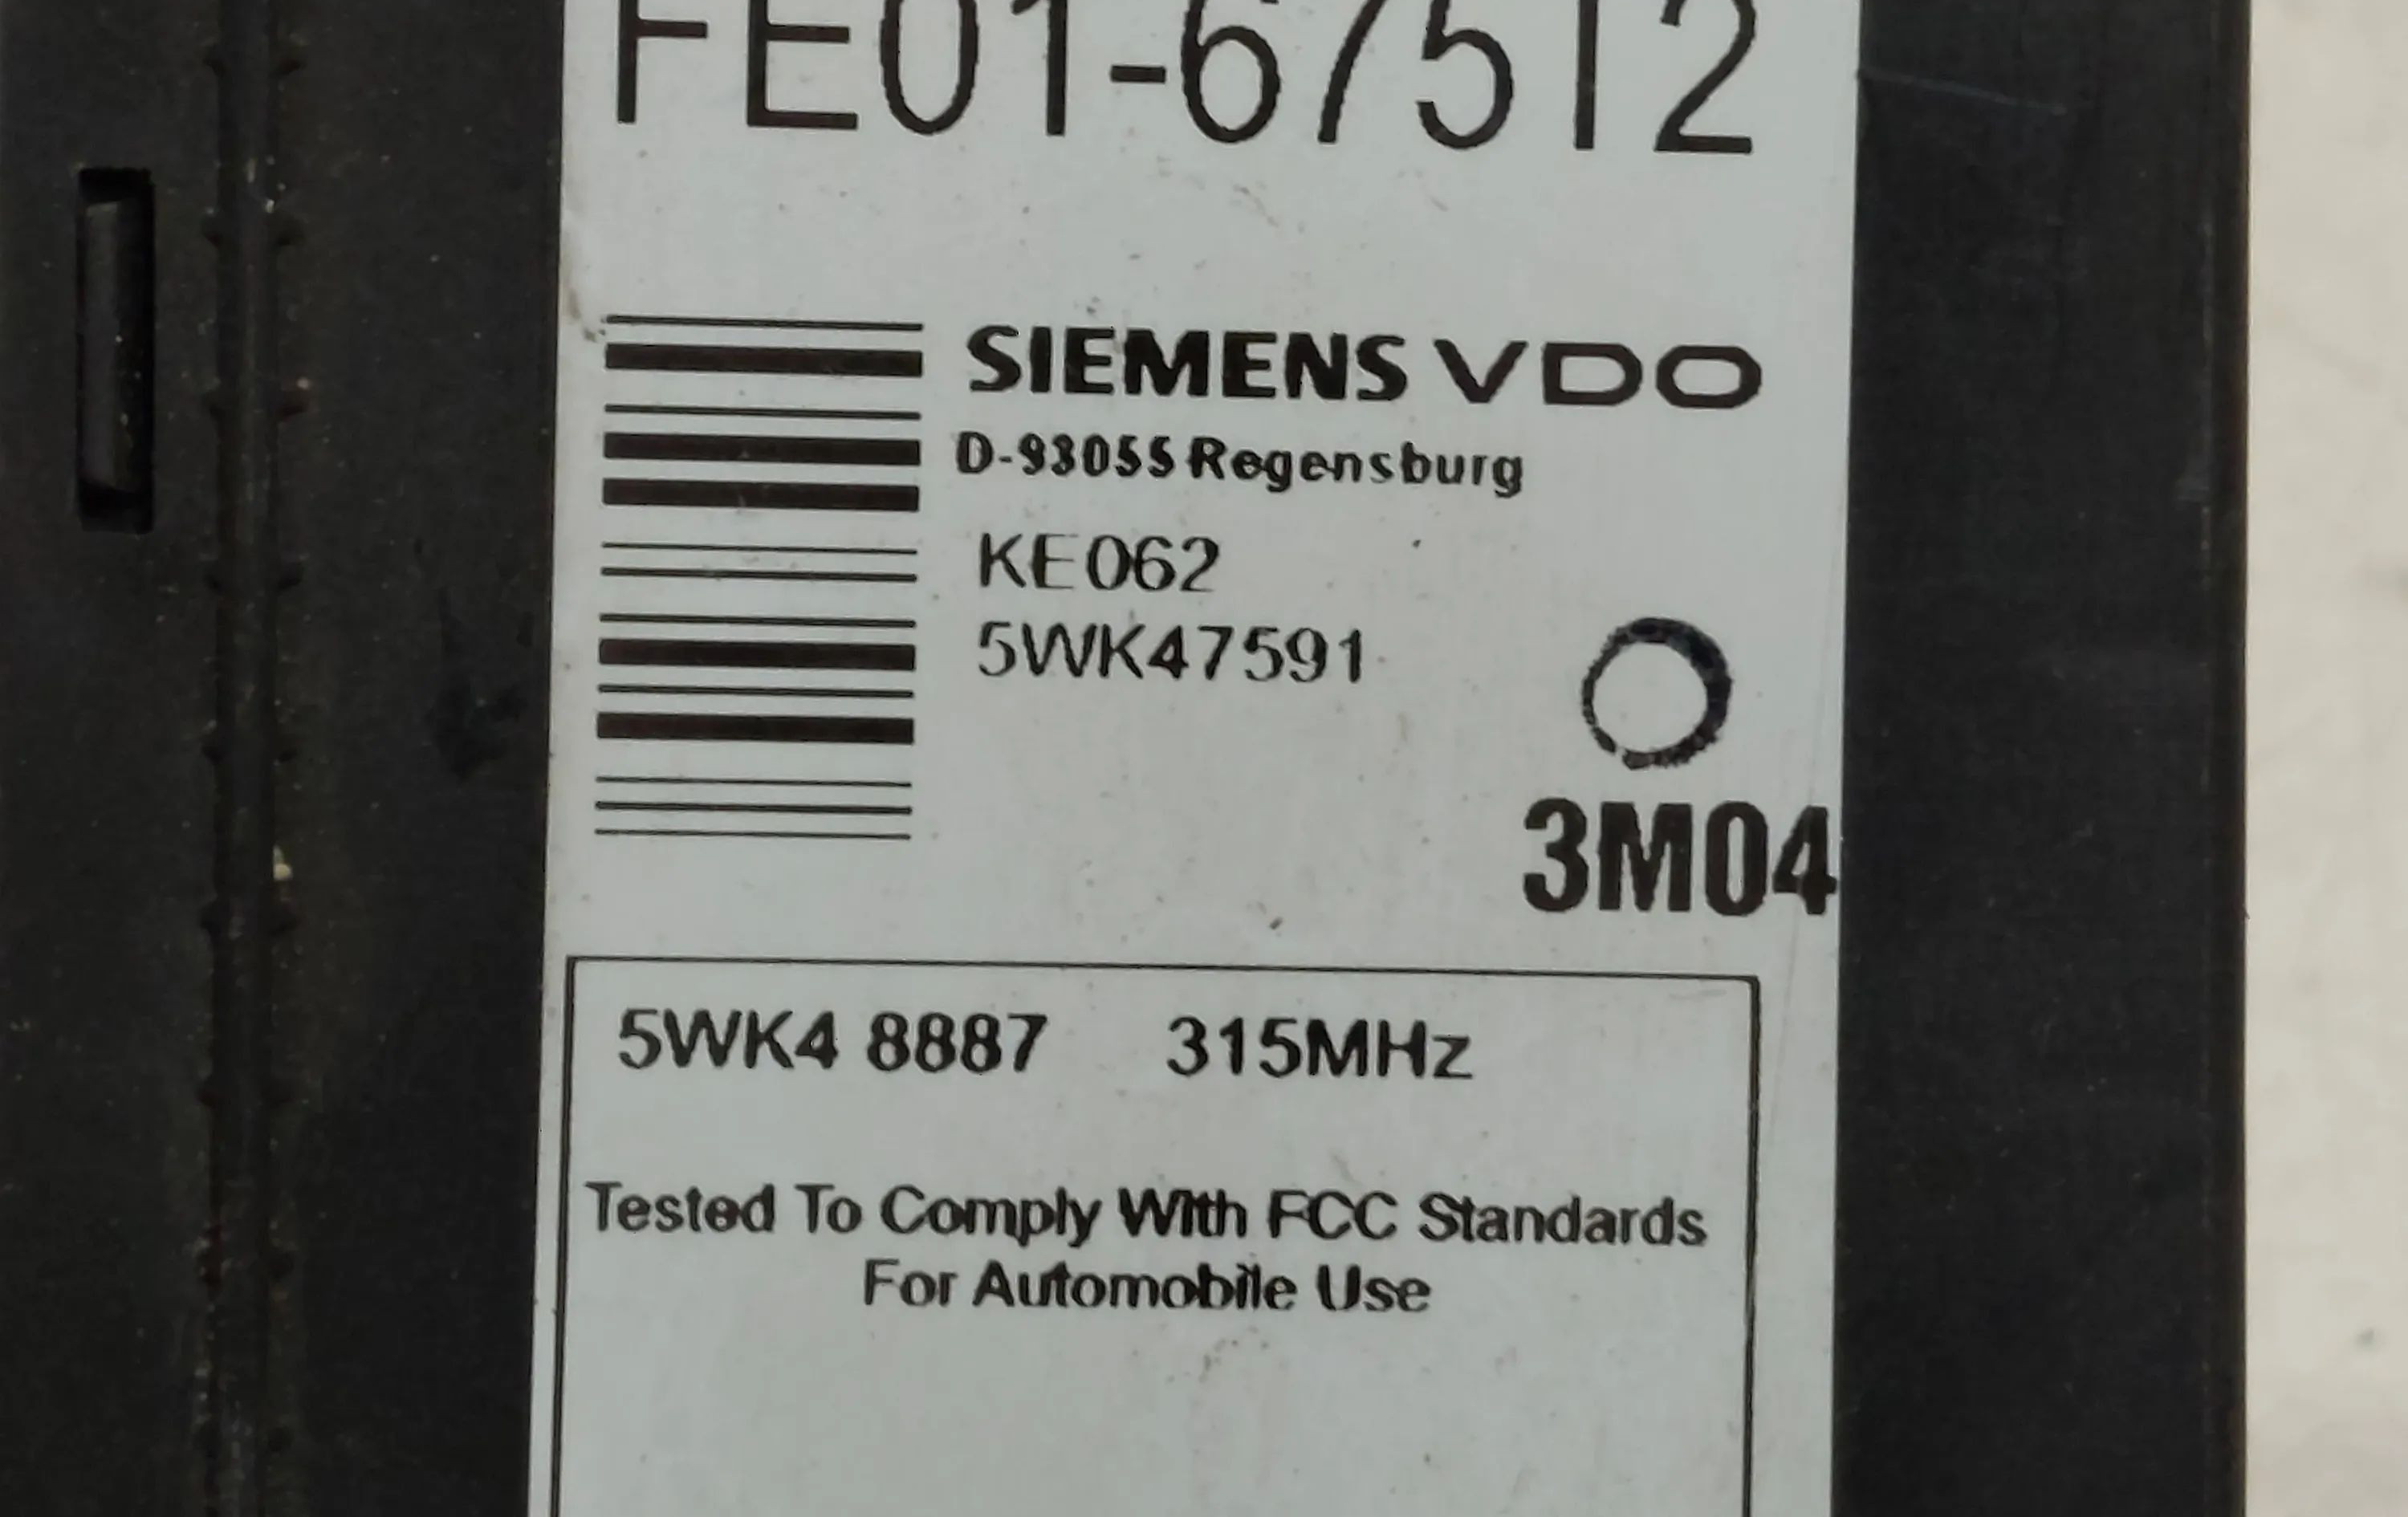 FE01-67512
SIEMENS VDO
D-93055 Regensburg
KE062
5WK47591
3M04
5WK4 8887 315MHz
Tested To Comply With FCC Standards
For Automobile Use